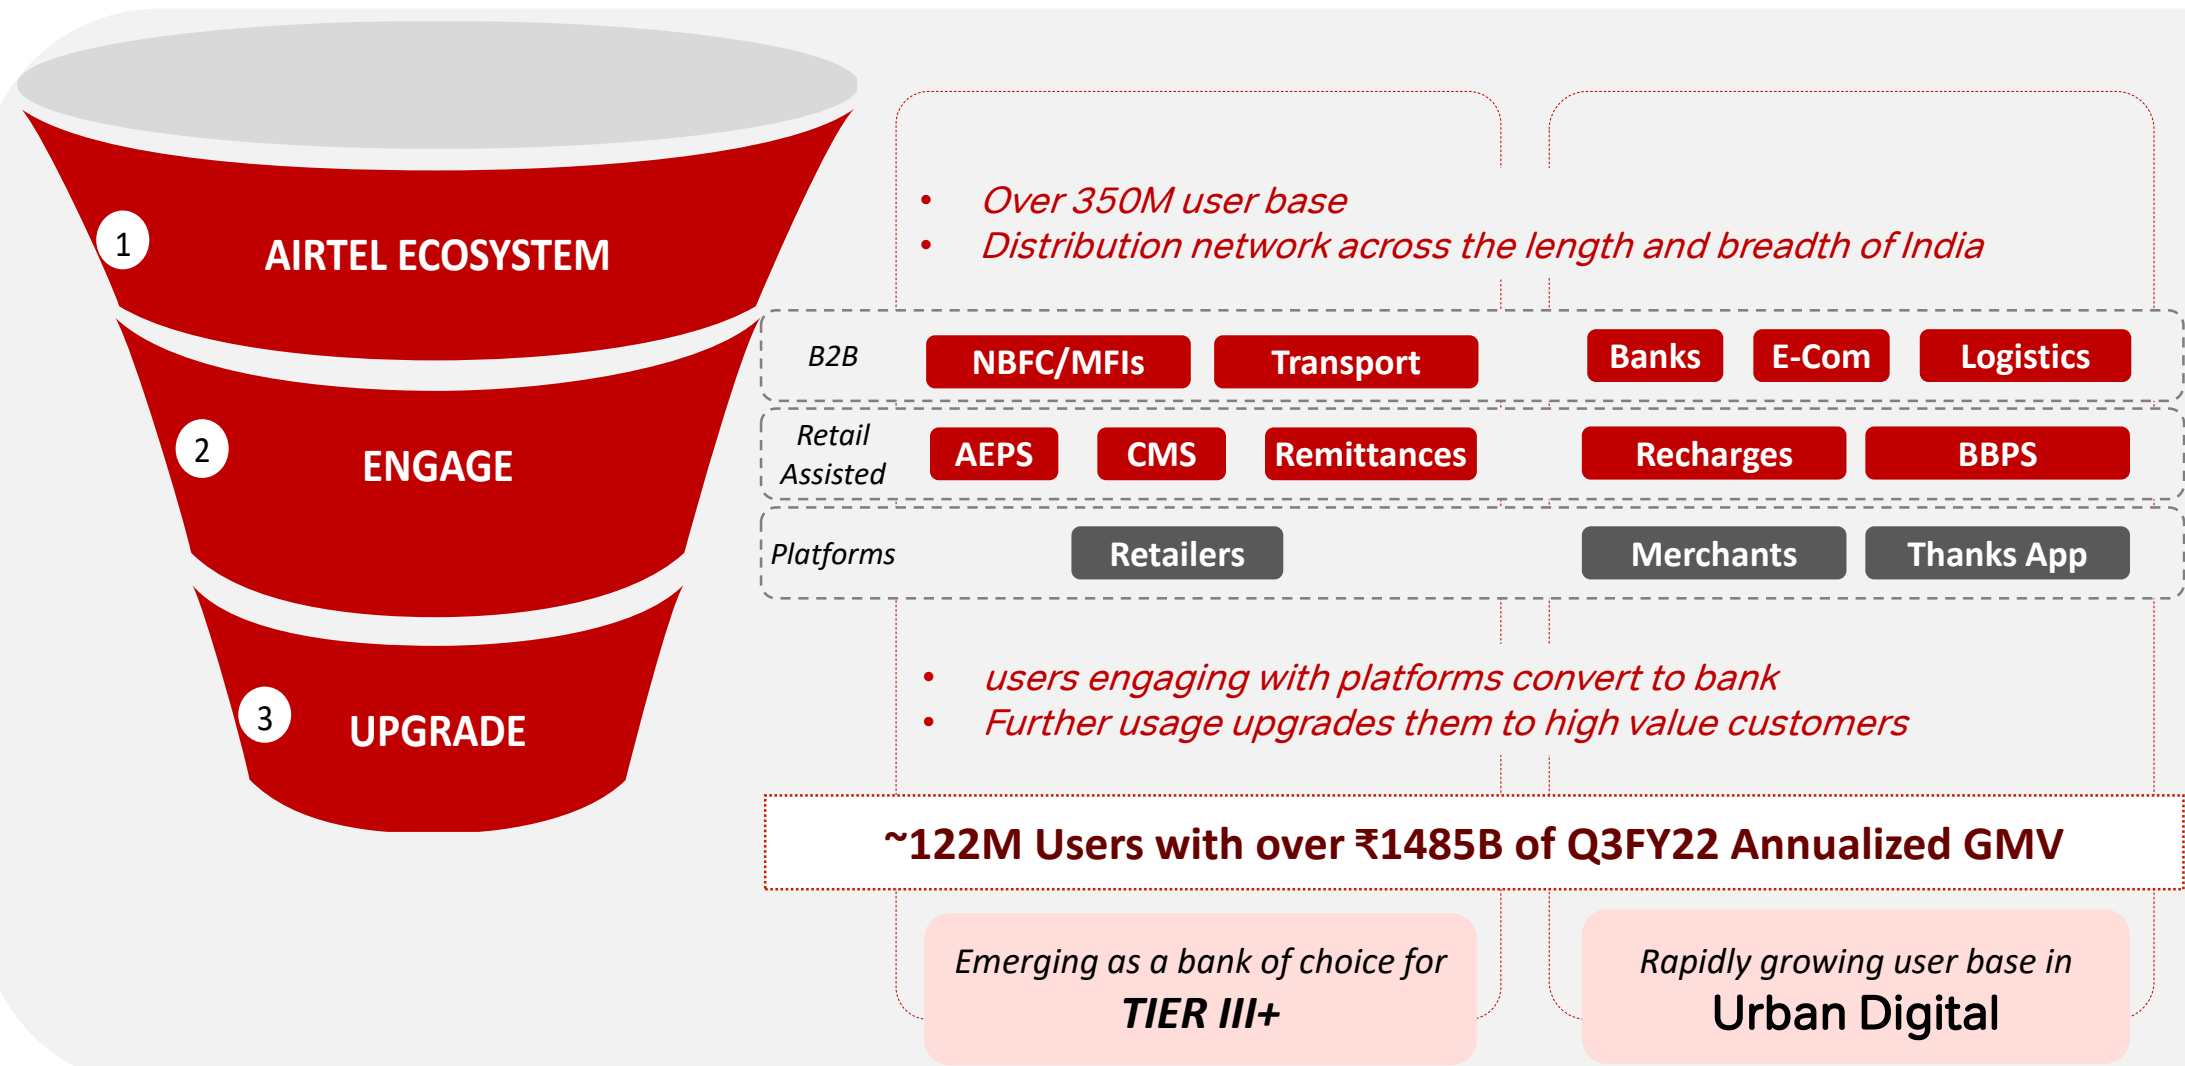 1
AIRTEL ECOSYSTEM
• Over 350M user base
• Distribution network across the length and breadth of India
2
ENGAGE
B2B
NBFC/MFIs Transport Banks E-Com Logistics
Retail
Assisted
AEPS CMS Remittances Recharges BBPS
Platforms
Retailers Merchants Thanks App
3
UPGRADE
• users engaging with platforms convert to bank
• Further usage upgrades them to high value customers
~122M Users with over ₹1485B of Q3FY22 Annualized GMV
Emerging as a bank of choice for
TIER III+
Rapidly growing user base in
Urban Digital